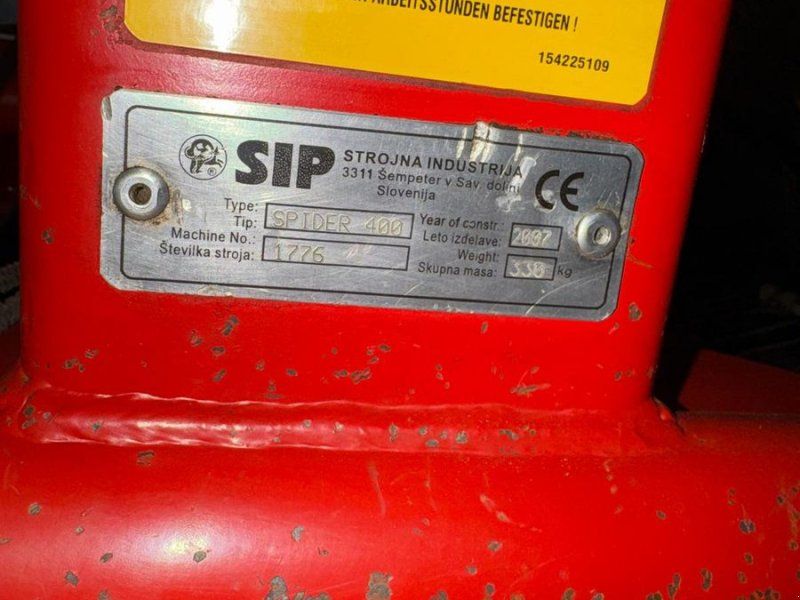 ARBEITSSTUNDEN BEFESTIGEN !
154225109
SIP STROJNA INDUSTRIJA
3311 Šempeter v Sav. dolini
Slovenija
CE
®
Type:
Tip: SPIDER 400
Machine No.:
Številka stroja: 1776
Year of constr.:
Leto izdelave: 2007
Weight:
Skupna masa: 330 kg